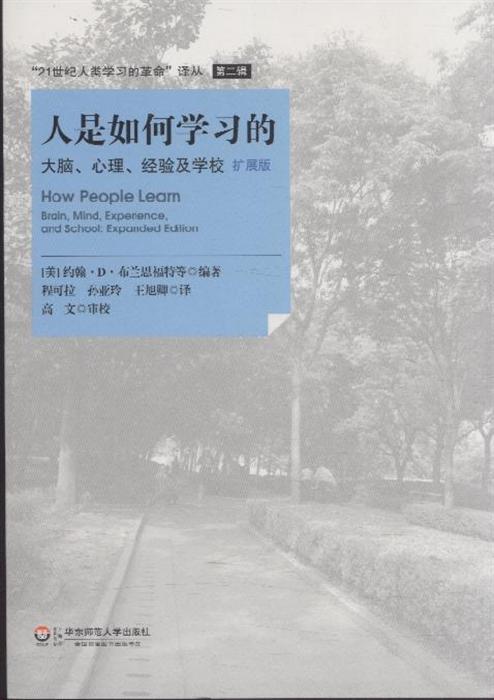 “21世纪人类学习的革命”译丛 第二辑
人是如何学习的
大脑、心理、经验及学校 扩展版
How People Learn
Brain, Mind, Experience,
and School: Expanded Edition
[美]约翰·D·布兰思福特等◎编著
程可拉 孙亚玲 王旭卿◎译
高 文◎审校
华东师范大学出版社